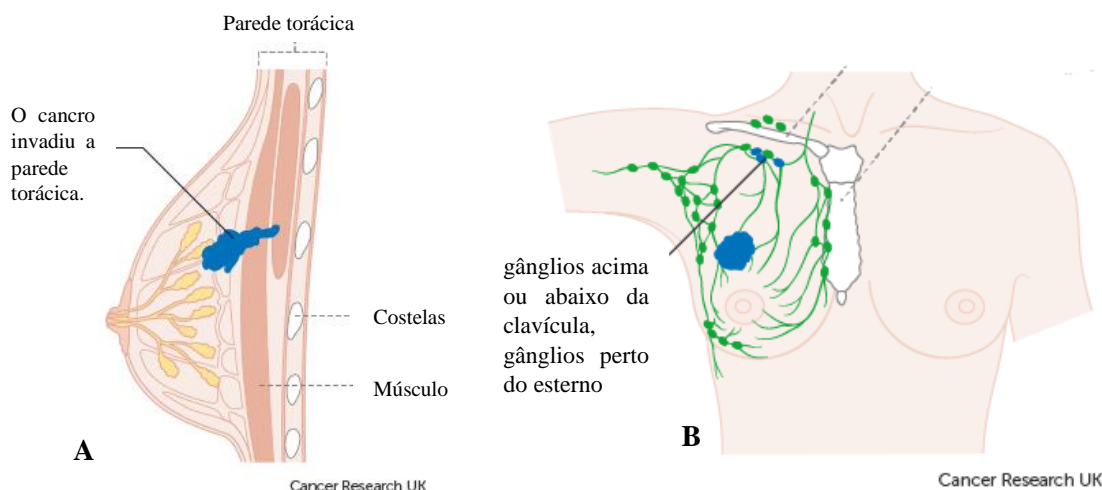 Parede torácica
O cancro
invadiu a
parede
torácica.
Costelas
Músculo
A
Cancer Research UK
gânglios acima
ou abaixo da
clavícula,
gânglios perto
do esterno
B
Cancer Research UK